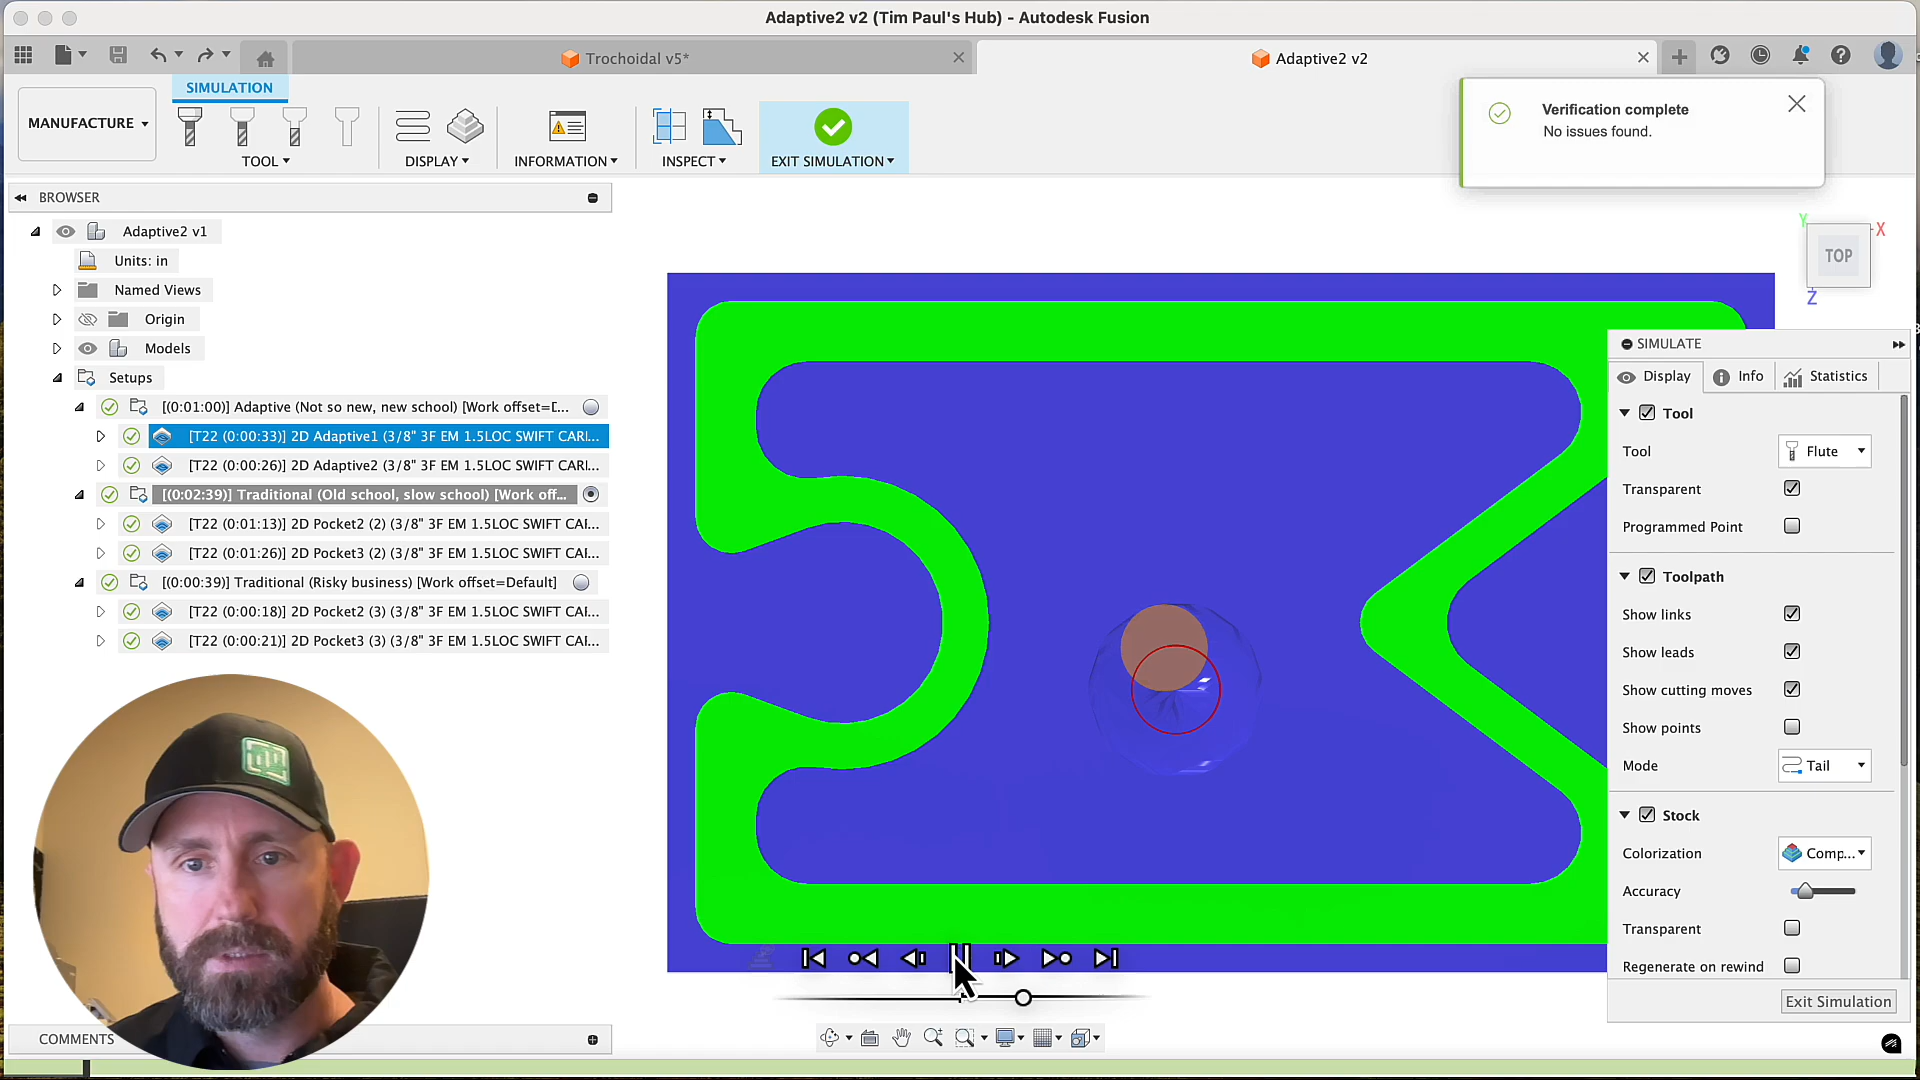 Adaptive2 v2 (Tim Paul's Hub) - Autodesk Fusion
Trochoidal v5*
Adaptive2 v2
SIMULATION
MANUFACTURE
TOOL
DISPLAY
INFORMATION
INSPECT
EXIT SIMULATION
Verification complete
No issues found.
BROWSER
Adaptive2 v1
Units: in
Named Views
Origin
Models
Setups
[(0:01:00)] Adaptive (Not so new, new school) [Work offset=D...
[T22 (0:00:33)] 2D Adaptive1 (3/8" 3F EM 1.5LOC SWIFT CARI...
[T22 (0:00:26)] 2D Adaptive2 (3/8" 3F EM 1.5LOC SWIFT CARI...
[(0:02:39)] Traditional (Old school, slow school) [Work off...
[T22 (0:01:13)] 2D Pocket2 (2) (3/8" 3F EM 1.5LOC SWIFT CAI...
[T22 (0:01:26)] 2D Pocket3 (2) (3/8" 3F EM 1.5LOC SWIFT CAI...
[(0:00:39)] Traditional (Risky business) [Work offset=Default]
[T22 (0:00:18)] 2D Pocket2 (3) (3/8" 3F EM 1.5LOC SWIFT CAI...
[T22 (0:00:21)] 2D Pocket3 (3) (3/8" 3F EM 1.5LOC SWIFT CAI...
COMMENTS
Y
X
TOP
Z
SIMULATE
Display
Info
Statistics
Tool
Tool
Flute
Transparent
Programmed Point
Toolpath
Show links
Show leads
Show cutting moves
Show points
Mode
Tail
Stock
Colorization
Comp...
Accuracy
Transparent
Regenerate on rewind
Exit Simulation